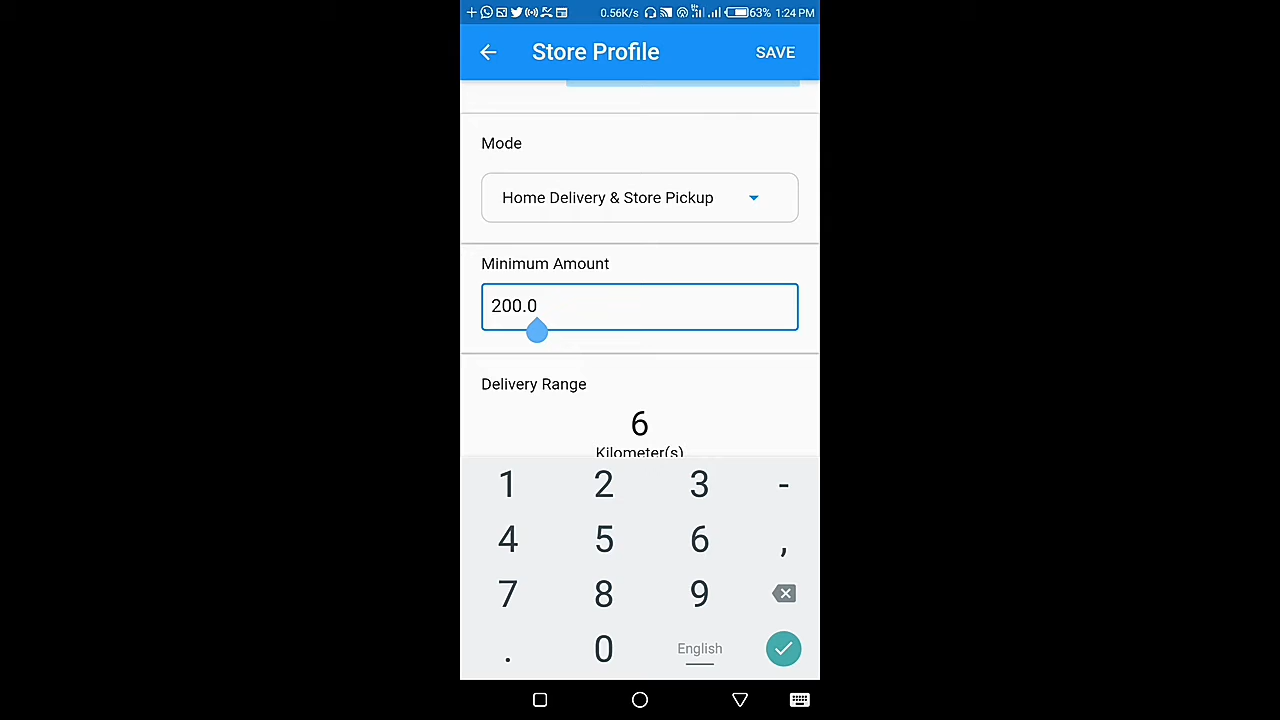 0.56K/s 63% 1:24 PM
Store Profile SAVE
Mode
Home Delivery & Store Pickup
Minimum Amount
200.0
Delivery Range
6
Kilometer(s)
1 2 3 -
4 5 6 ,
7 8 9
. 0 English